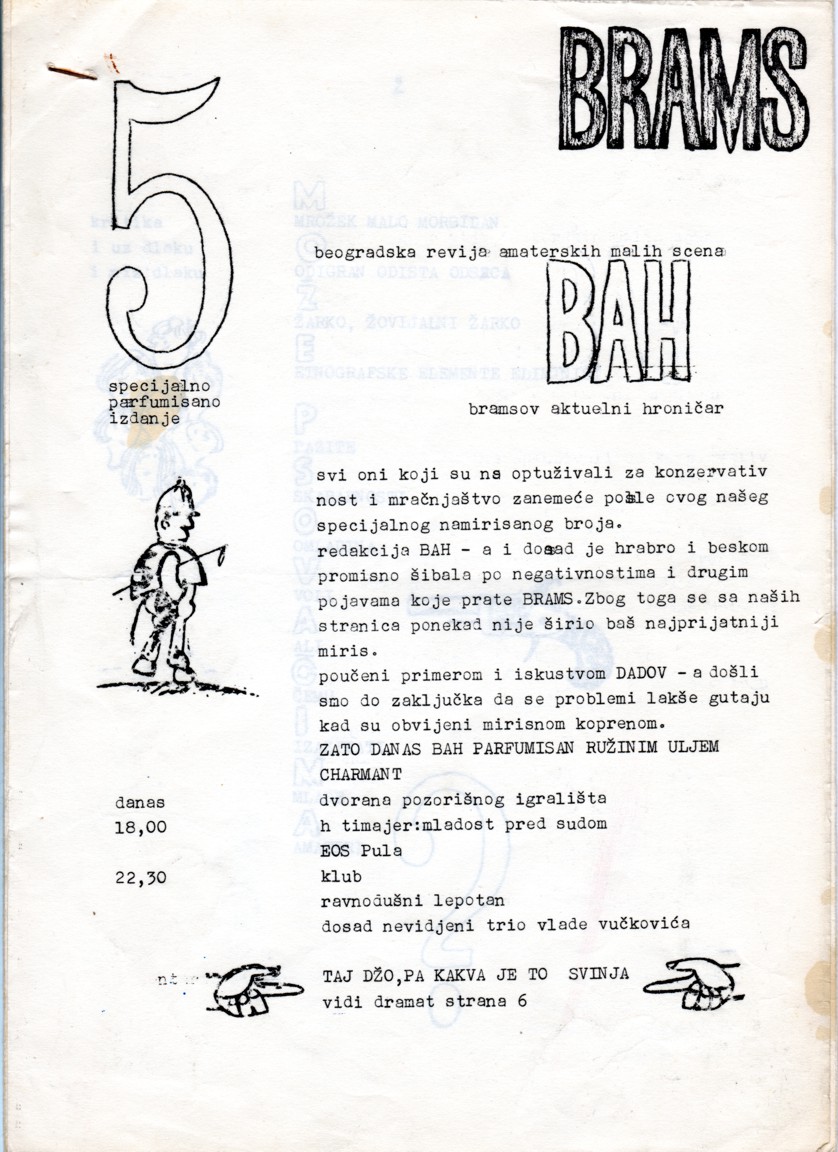 BRAMS
5
beogradska revija amaterskih malih scena
BAH
specijalno
parfumisano
izdanje
bramsov aktuelni hroničar
svi oni koji su nas optuživali za konzervativ
nost i mračnjaštvo zanemeće posle ovog našeg
specijalnog namirisanog broja.
redakcija BAH - a i dosad je hrabro i beskom
promisno šibala po negativnostima i drugim
pojavama koje prate BRAMS.Zbog toga se sa naših
stranica ponekad nije širio baš najprijatniji
miris.
poučeni primerom i iskustvom DADOV - a došli
smo do zaključka da se problemi lakše gutaju
kad su obvijeni mirisnom koprenom.
ZATO DANAS BAH PARFUMISAN RUŽINIM ULJEM
CHARMANT
danas dvorana pozorišnog igrališta
18,00 h timajer:mladost pred sudom
EOS Pula
22,30 klub
ravnodušni lepotan
dosad nevidjeni trio vlade vučkovića
TAJ DŽO,PA KAKVA JE TO SVINJA
vidi dramat strana 6